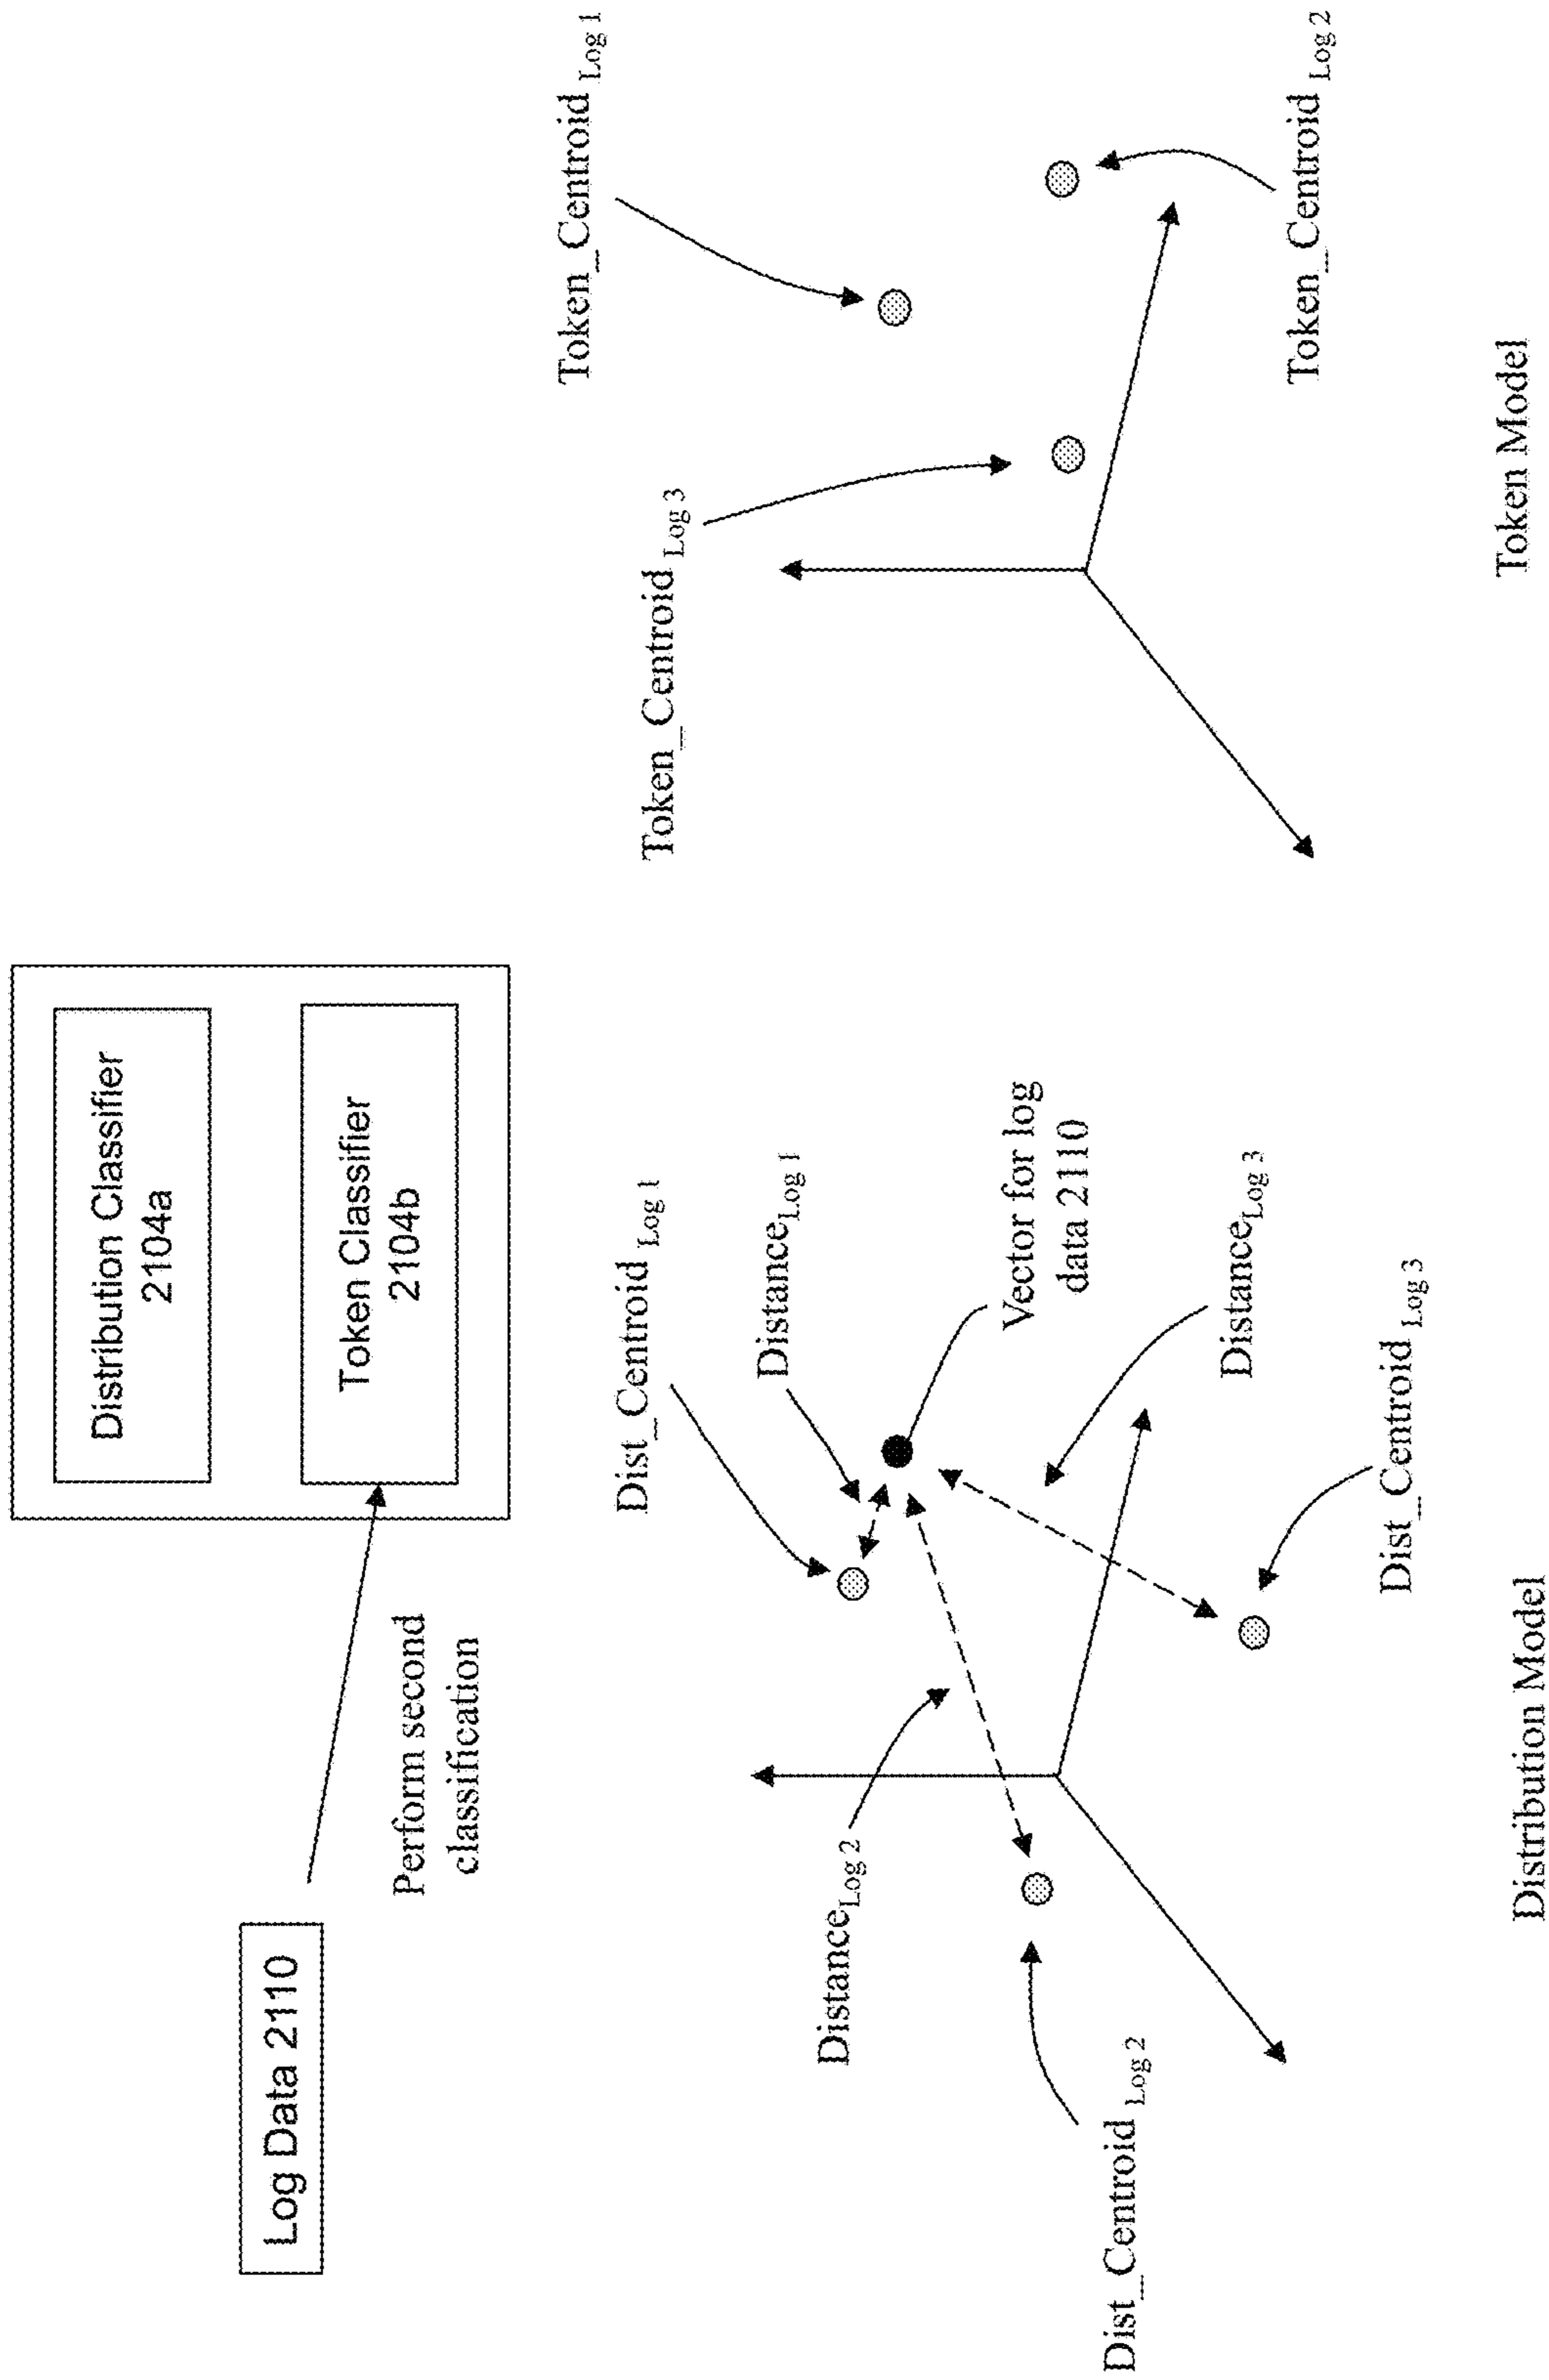 Distribution Classifier
2104a
Log Data 2110
Token Classifier
2104b
Perform second
classification
Token_Centroid Log 1
Dist_Centroid Log 1
Token_Centroid Log 3
Distance Log 1
Distance Log 2
Vector for log
data 2110
Distance Log 3
Token_Centroid Log 2
Dist_Centroid Log 2
Dist_Centroid Log 3
Distribution Model
Token Model